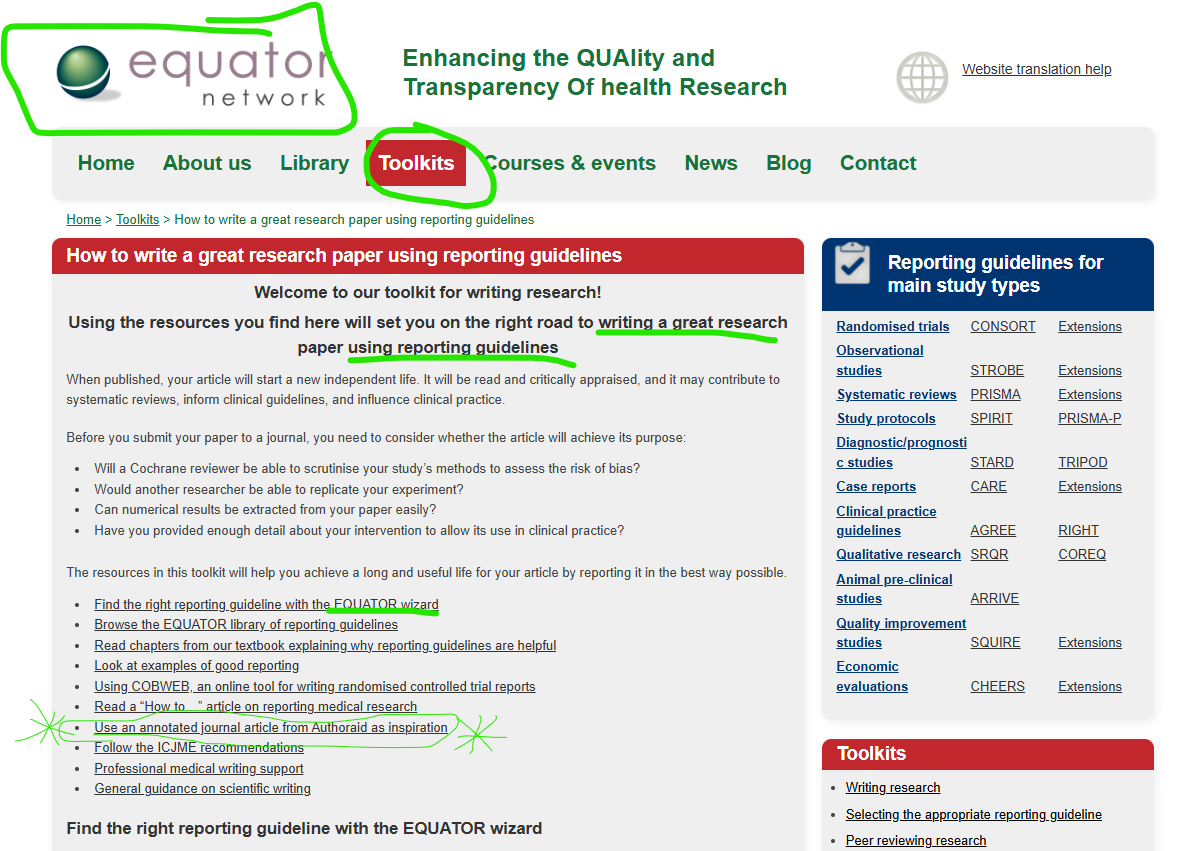 equator
network
Enhancing the QUAlity and
Transparency Of health Research
Website translation help
Home About us Library Toolkits Courses & events News Blog Contact
Home > Toolkits > How to write a great research paper using reporting guidelines
How to write a great research paper using reporting guidelines
Welcome to our toolkit for writing research!
Using the resources you find here will set you on the right road to writing a great research
paper using reporting guidelines
When published, your article will start a new independent life. It will be read and critically appraised, and it may contribute to
systematic reviews, inform clinical guidelines, and influence clinical practice.
Before you submit your paper to a journal, you need to consider whether the article will achieve its purpose:
• Will a Cochrane reviewer be able to scrutinise your study's methods to assess the risk of bias?
• Would another researcher be able to replicate your experiment?
• Can numerical results be extracted from your paper easily?
• Have you provided enough detail about your intervention to allow its use in clinical practice?
The resources in this toolkit will help you achieve a long and useful life for your article by reporting it in the best way possible.
• Find the right reporting guideline with the EQUATOR wizard
• Browse the EQUATOR library of reporting guidelines
• Read chapters from our textbook explaining why reporting guidelines are helpful
• Look at examples of good reporting
• Using COBWEB, an online tool for writing randomised controlled trial reports
• Read a “How to…” article on reporting medical research
• Use an annotated journal article from Authoraid as inspiration
• Follow the ICJME recommendations
• Professional medical writing support
• General guidance on scientific writing
Find the right reporting guideline with the EQUATOR wizard
Reporting guidelines for
main study types
Randomised trials CONSORT Extensions
Observational
studies STROBE Extensions
Systematic reviews PRISMA Extensions
Study protocols SPIRIT PRISMA-P
Diagnostic/prognosti
c studies STARD TRIPOD
Case reports CARE Extensions
Clinical practice
guidelines AGREE RIGHT
Qualitative research SRQR COREQ
Animal pre-clinical
studies ARRIVE
Quality improvement
studies SQUIRE Extensions
Economic
evaluations CHEERS Extensions
Toolkits
• Writing research
• Selecting the appropriate reporting guideline
• Peer reviewing research